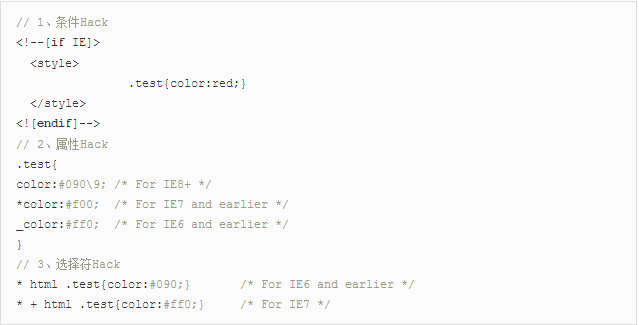 // 1、条件Hack
<!--[if IE]>
  <style>
                .test{color:red;}
  </style>
<![endif]-->
// 2、属性Hack
.test{
color:#090\9; /* For IE8+ */
*color:#f00;  /* For IE7 and earlier */
_color:#ff0;  /* For IE6 and earlier */
}
// 3、选择符Hack
* html .test{color:#090;}       /* For IE6 and earlier */
* + html .test{color:#ff0;}     /* For IE7 */